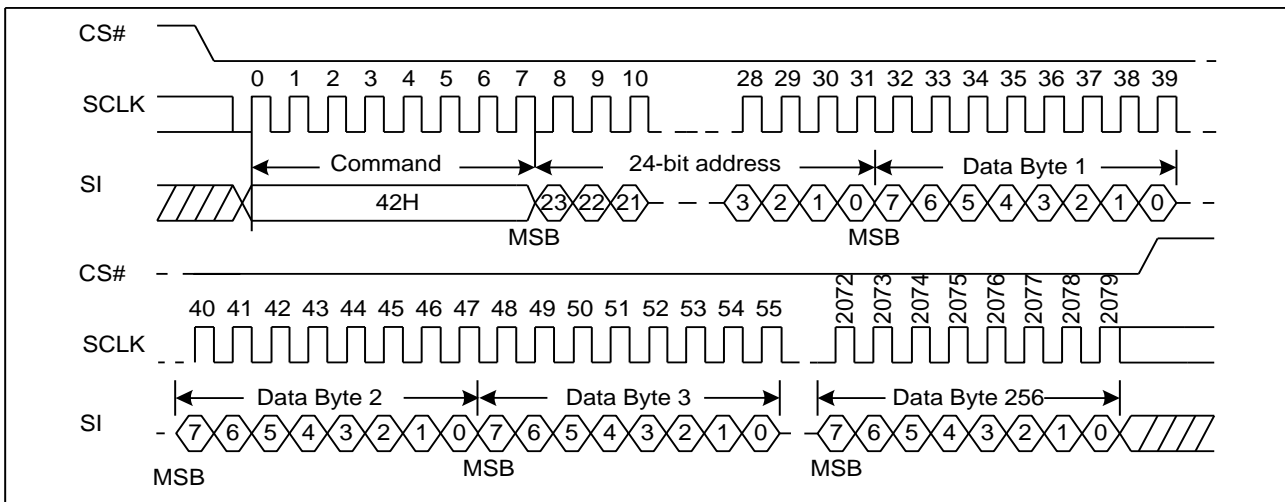 CS#
0 1 2 3 4 5 6 7 8 9 10 28 29 30 31 32 33 34 35 36 37 38 39
SCLK
Command 24-bit address Data Byte 1
SI
42H 23 22 21 3 2 1 0 7 6 5 4 3 2 1 0
MSB MSB
CS#
40 41 42 43 44 45 46 47 48 49 50 51 52 53 54 55 2072 2073 2074 2075 2076 2077 2078 2079
SCLK
Data Byte 2 Data Byte 3 Data Byte 256
SI
7 6 5 4 3 2 1 0 7 6 5 4 3 2 1 0 7 6 5 4 3 2 1 0
MSB MSB MSB